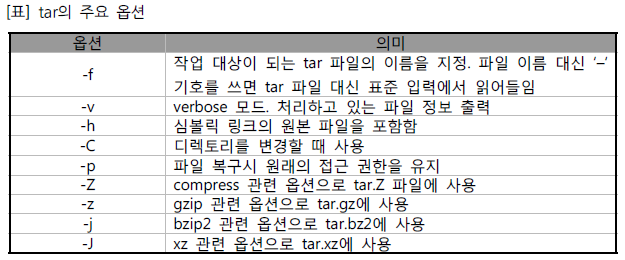 [표] tar의 주요 옵션
옵션 의미
-f 작업 대상이 되는 tar 파일의 이름을 지정. 파일 이름 대신 '–'
기호를 쓰면 tar 파일 대신 표준 입력에서 읽어들임
-v verbose 모드. 처리하고 있는 파일 정보 출력
-h 심볼릭 링크의 원본 파일을 포함함
-C 디렉토리를 변경할 때 사용
-p 파일 복구시 원래의 접근 권한을 유지
-Z compress 관련 옵션으로 tar.Z 파일에 사용
-z gzip 관련 옵션으로 tar.gz에 사용
-j bzip2 관련 옵션으로 tar.bz2에 사용
-J xz 관련 옵션으로 tar.xz에 사용